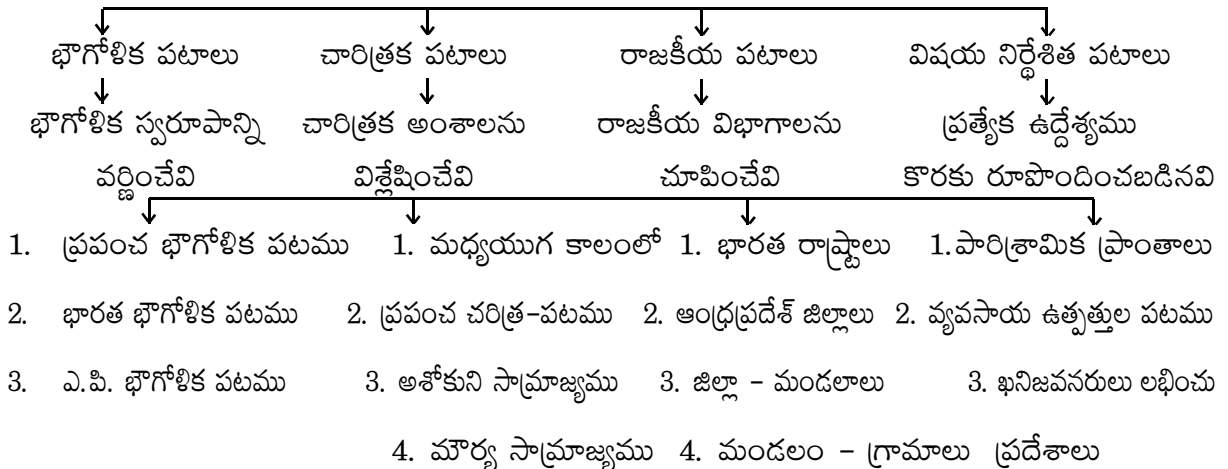 భౌగోళిక పటాలు చారిత్రక పటాలు రాజకీయ పటాలు విషయ నిర్ధేశిత పటాలు
భౌగోళిక స్వరూపాన్ని చారిత్రక అంశాలను రాజకీయ విభాగాలను ప్రత్యేక ఉద్దేశ్యము
వర్ణించేవి విశ్లేషించేవి చూపించేవి కొరకు రూపొందించబడినవి
1. ప్రపంచ భౌగోళిక పటము 1. మధ్యయుగ కాలంలో 1. భారత రాష్ట్రాలు 1.పారిశ్రామిక ప్రాంతాలు
2. భారత భౌగోళిక పటము 2. ప్రపంచ చరిత్ర-పటము 2. ఆంధ్రప్రదేశ్ జిల్లాలు 2. వ్యవసాయ ఉత్పత్తుల పటము
3. ఎ.పి. భౌగోళిక పటము 3. అశోకుని సామ్రాజ్యము 3. జిల్లా - మండలాలు 3. ఖనిజవనరులు లభించు
4. మౌర్య సామ్రాజ్యము 4. మండలం - గ్రామాలు ప్రదేశాలు